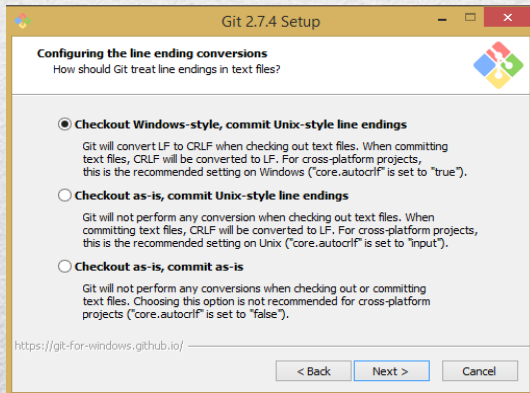 Git 2.7.4 Setup
Configuring the line ending conversions
How should Git treat line endings in text files?
Checkout Windows-style, commit Unix-style line endings
Git will convert LF to CRLF when checking out text files. When committing
text files, CRLF will be converted to LF. For cross-platform projects,
this is the recommended setting on Windows ("core.autocrlf" is set to "true").
Checkout as-is, commit Unix-style line endings
Git will not perform any conversion when checking out text files. When
committing text files, CRLF will be converted to LF. For cross-platform projects,
this is the recommended setting on Unix ("core.autocrlf" is set to "input").
Checkout as-is, commit as-is
Git will not perform any conversions when checking out or committing
text files. Choosing this option is not recommended for cross-platform
projects ("core.autocrlf" is set to "false").
https://git-for-windows.github.io/
< Back Next > Cancel